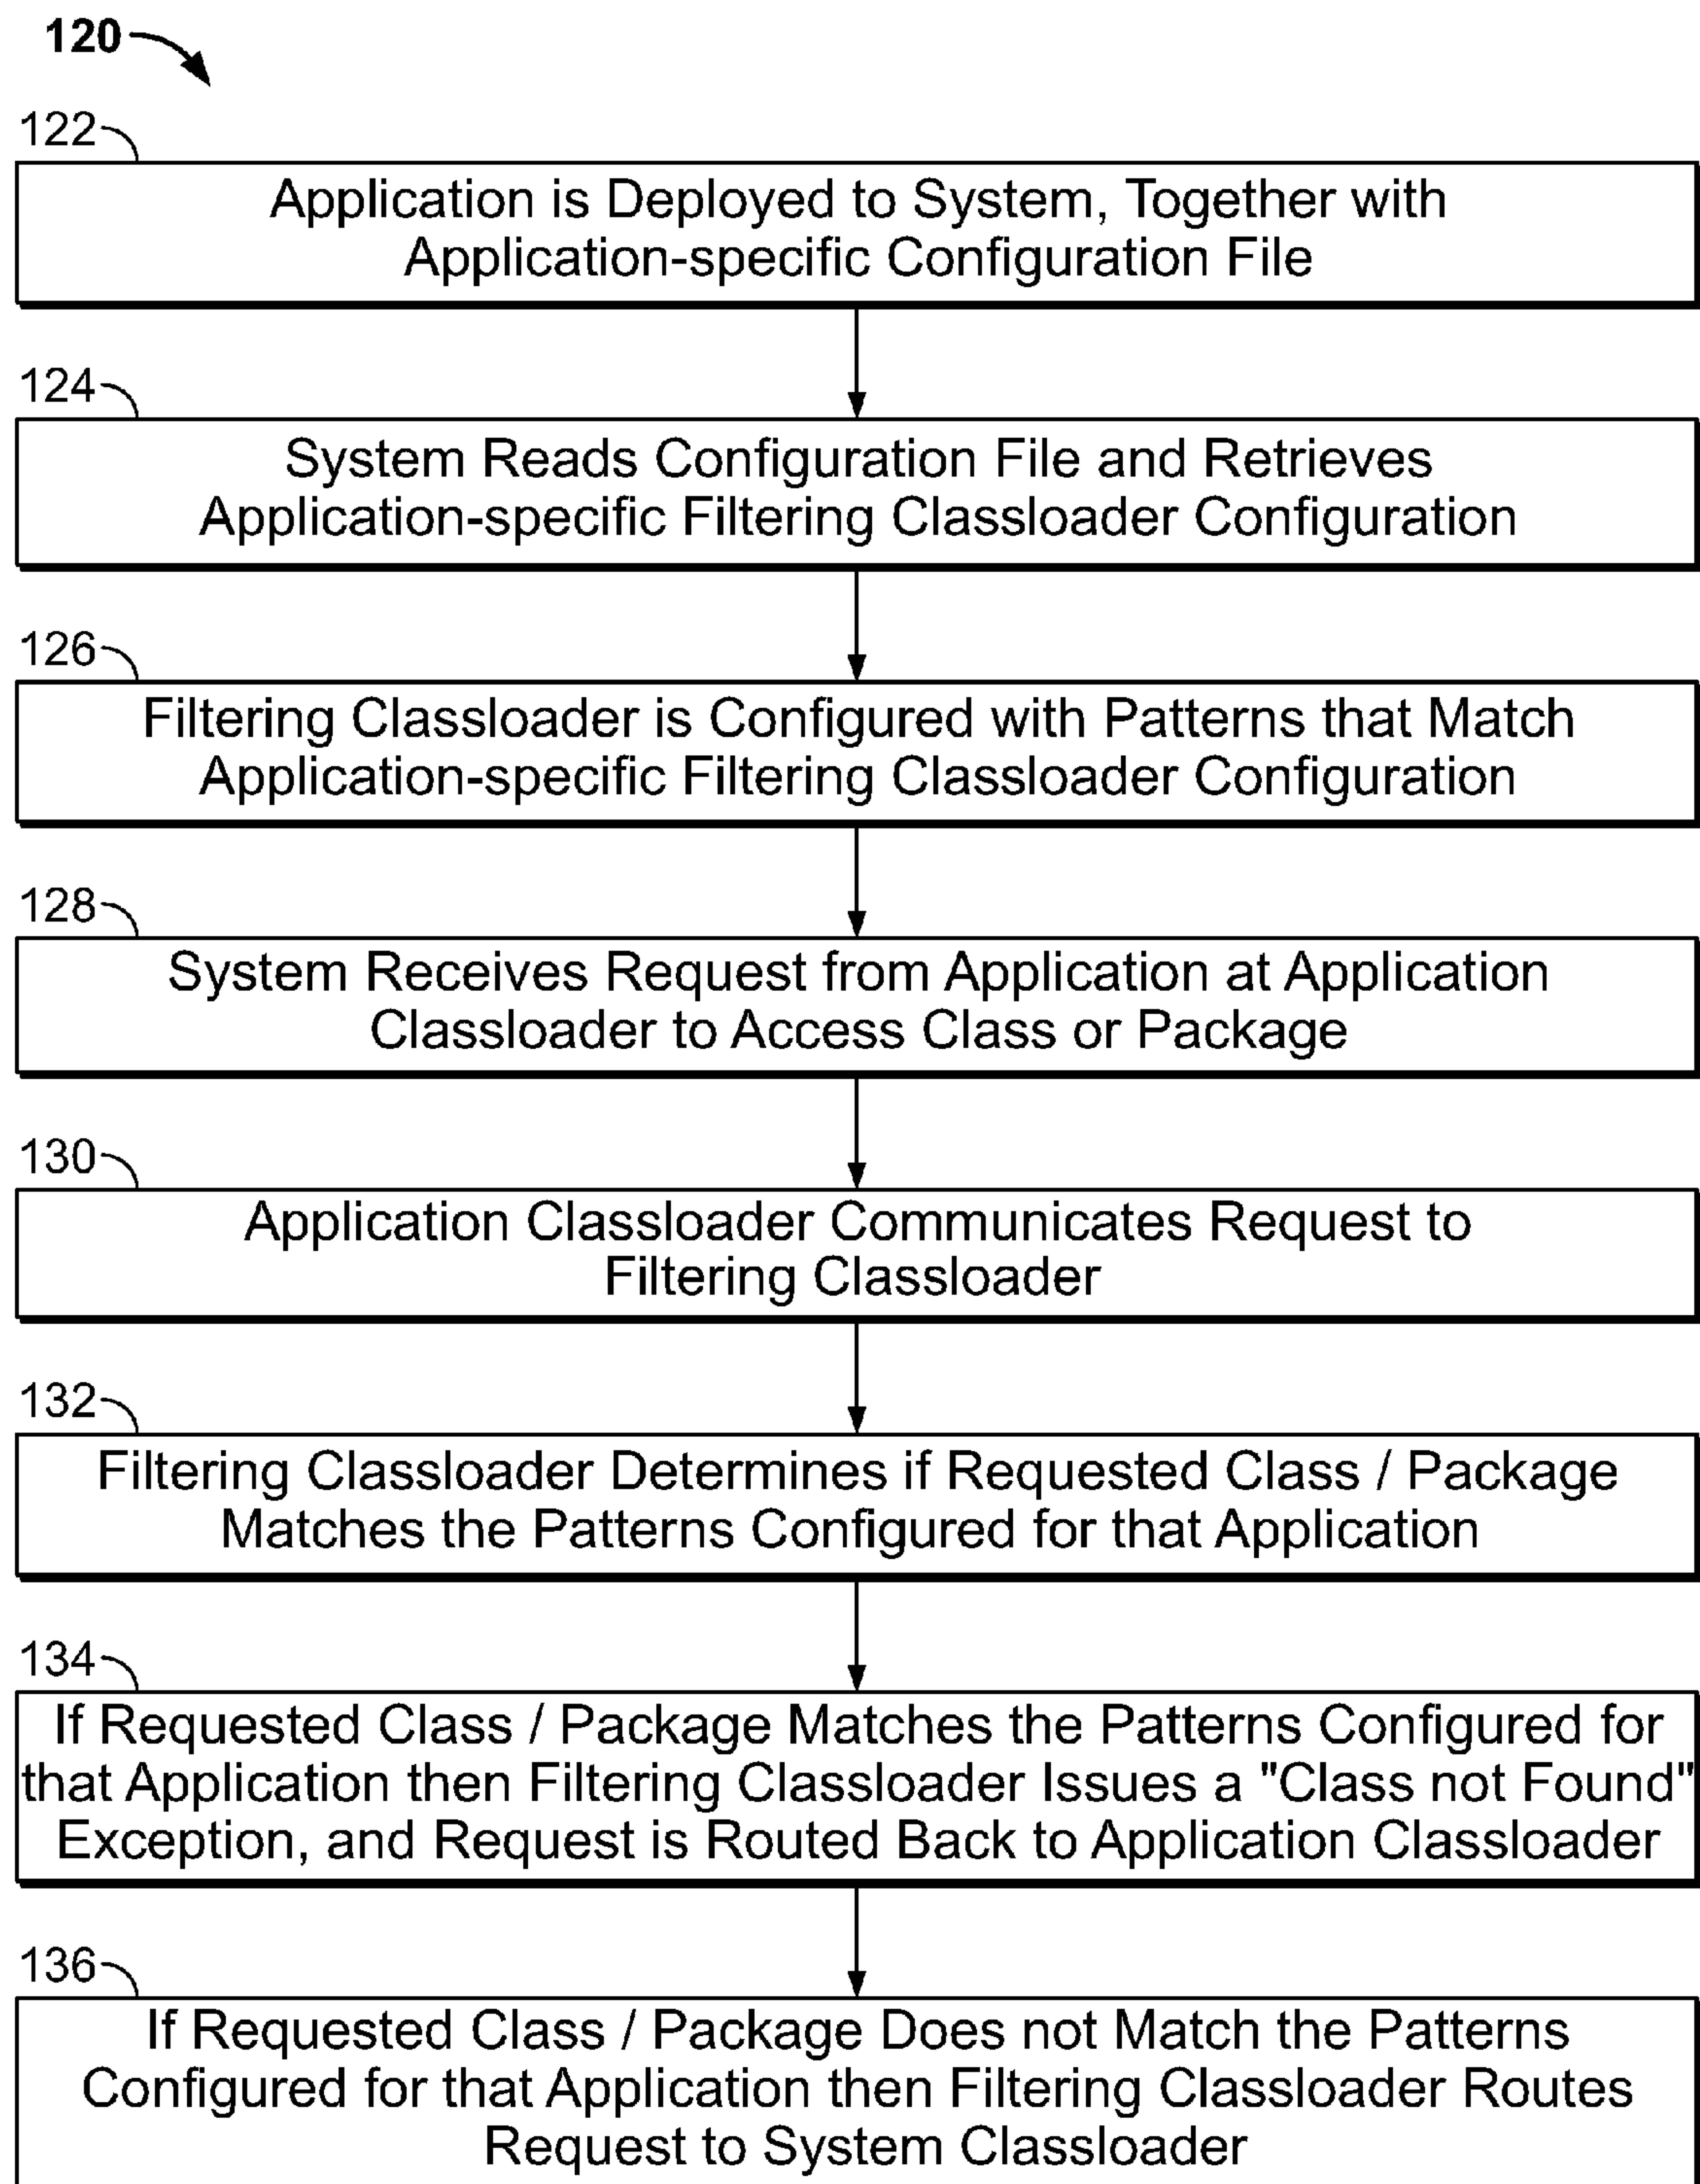 120
122
Application is Deployed to System, Together with
Application-specific Configuration File
124
System Reads Configuration File and Retrieves
Application-specific Filtering Classloader Configuration
126
Filtering Classloader is Configured with Patterns that Match
Application-specific Filtering Classloader Configuration
128
System Receives Request from Application at Application
Classloader to Access Class or Package
130
Application Classloader Communicates Request to
Filtering Classloader
132
Filtering Classloader Determines if Requested Class / Package
Matches the Patterns Configured for that Application
134
If Requested Class / Package Matches the Patterns Configured for
that Application then Filtering Classloader Issues a "Class not Found"
Exception, and Request is Routed Back to Application Classloader
136
If Requested Class / Package Does not Match the Patterns
Configured for that Application then Filtering Classloader Routes
Request to System Classloader